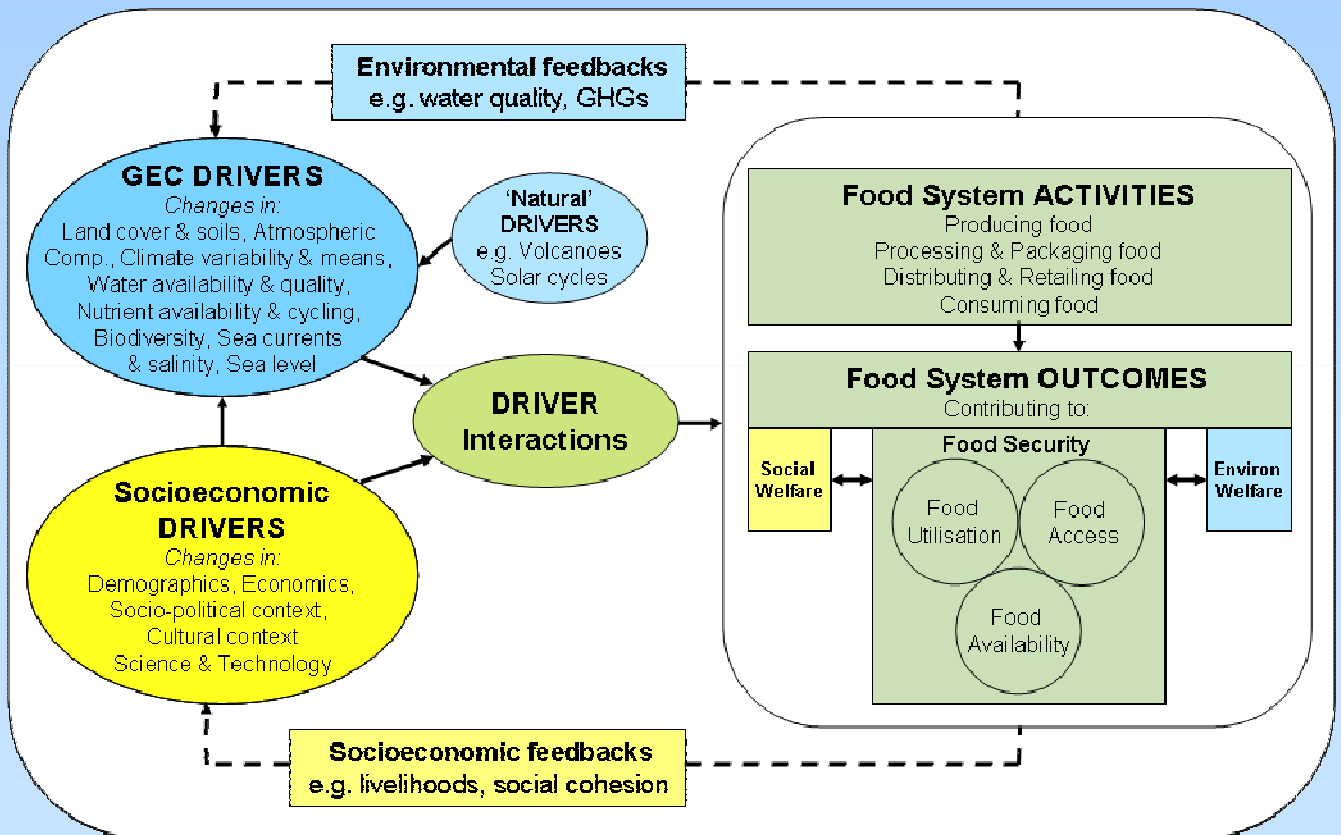 Environmental feedbacks
e.g. water quality, GHGs
GEC DRIVERS
Changes in:
Land cover & soils, Atmospheric
Comp., Climate variability & means,
Water availability & quality,
Nutrient availability & cycling,
Biodiversity, Sea currents
& salinity, Sea level
‘Natural’
DRIVERS
e.g. Volcanoes
Solar cycles
DRIVER
Interactions
Socioeconomic
DRIVERS
Changes in:
Demographics, Economics,
Socio-political context,
Cultural context
Science & Technology
Socioeconomic feedbacks
e.g. livelihoods, social cohesion
Food System ACTIVITIES
Producing food
Processing & Packaging food
Distributing & Retailing food
Consuming food
Food System OUTCOMES
Contributing to:
Social
Welfare
Food Security
Food
Utilisation
Food
Access
Food
Availability
Environ
Welfare